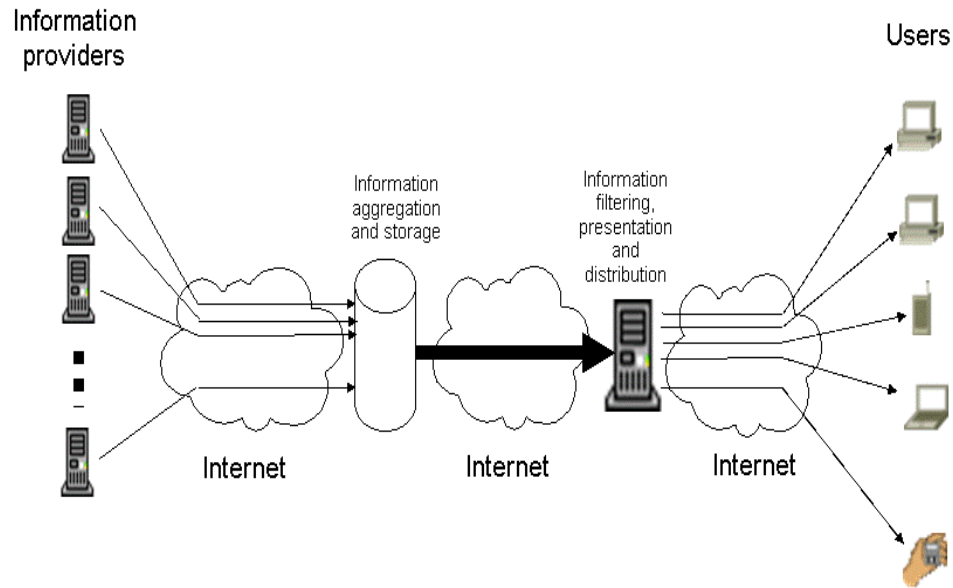 Information
providers
Users
Information
aggregation
and storage
Information
filtering,
presentation
and
distribution
Internet
Internet
Internet